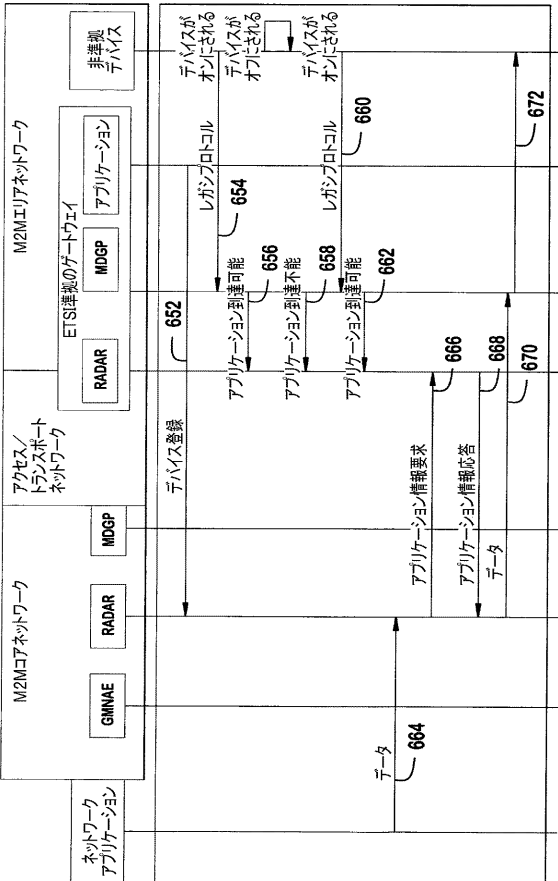 M2Mコアネットワーク
アクセス/
トランスポート
ネットワーク
M2Mエリアネットワーク
ETSI準拠のゲートウェイ
ネットワーク
アプリケーション
GMNAE
RADAR
MDGP
RADAR
MDGP
アプリケーション
非準拠
デバイス
デバイス登録
652
デバイスが
オンにされる
レガシプロトコル
654
アプリケーション到達可能
656
デバイスが
オフにされる
アプリケーション到達不能
658
デバイスが
オンにされる
レガシプロトコル
660
アプリケーション到達可能
662
データ
664
アプリケーション情報要求
666
アプリケーション情報応答
668
データ
670
672